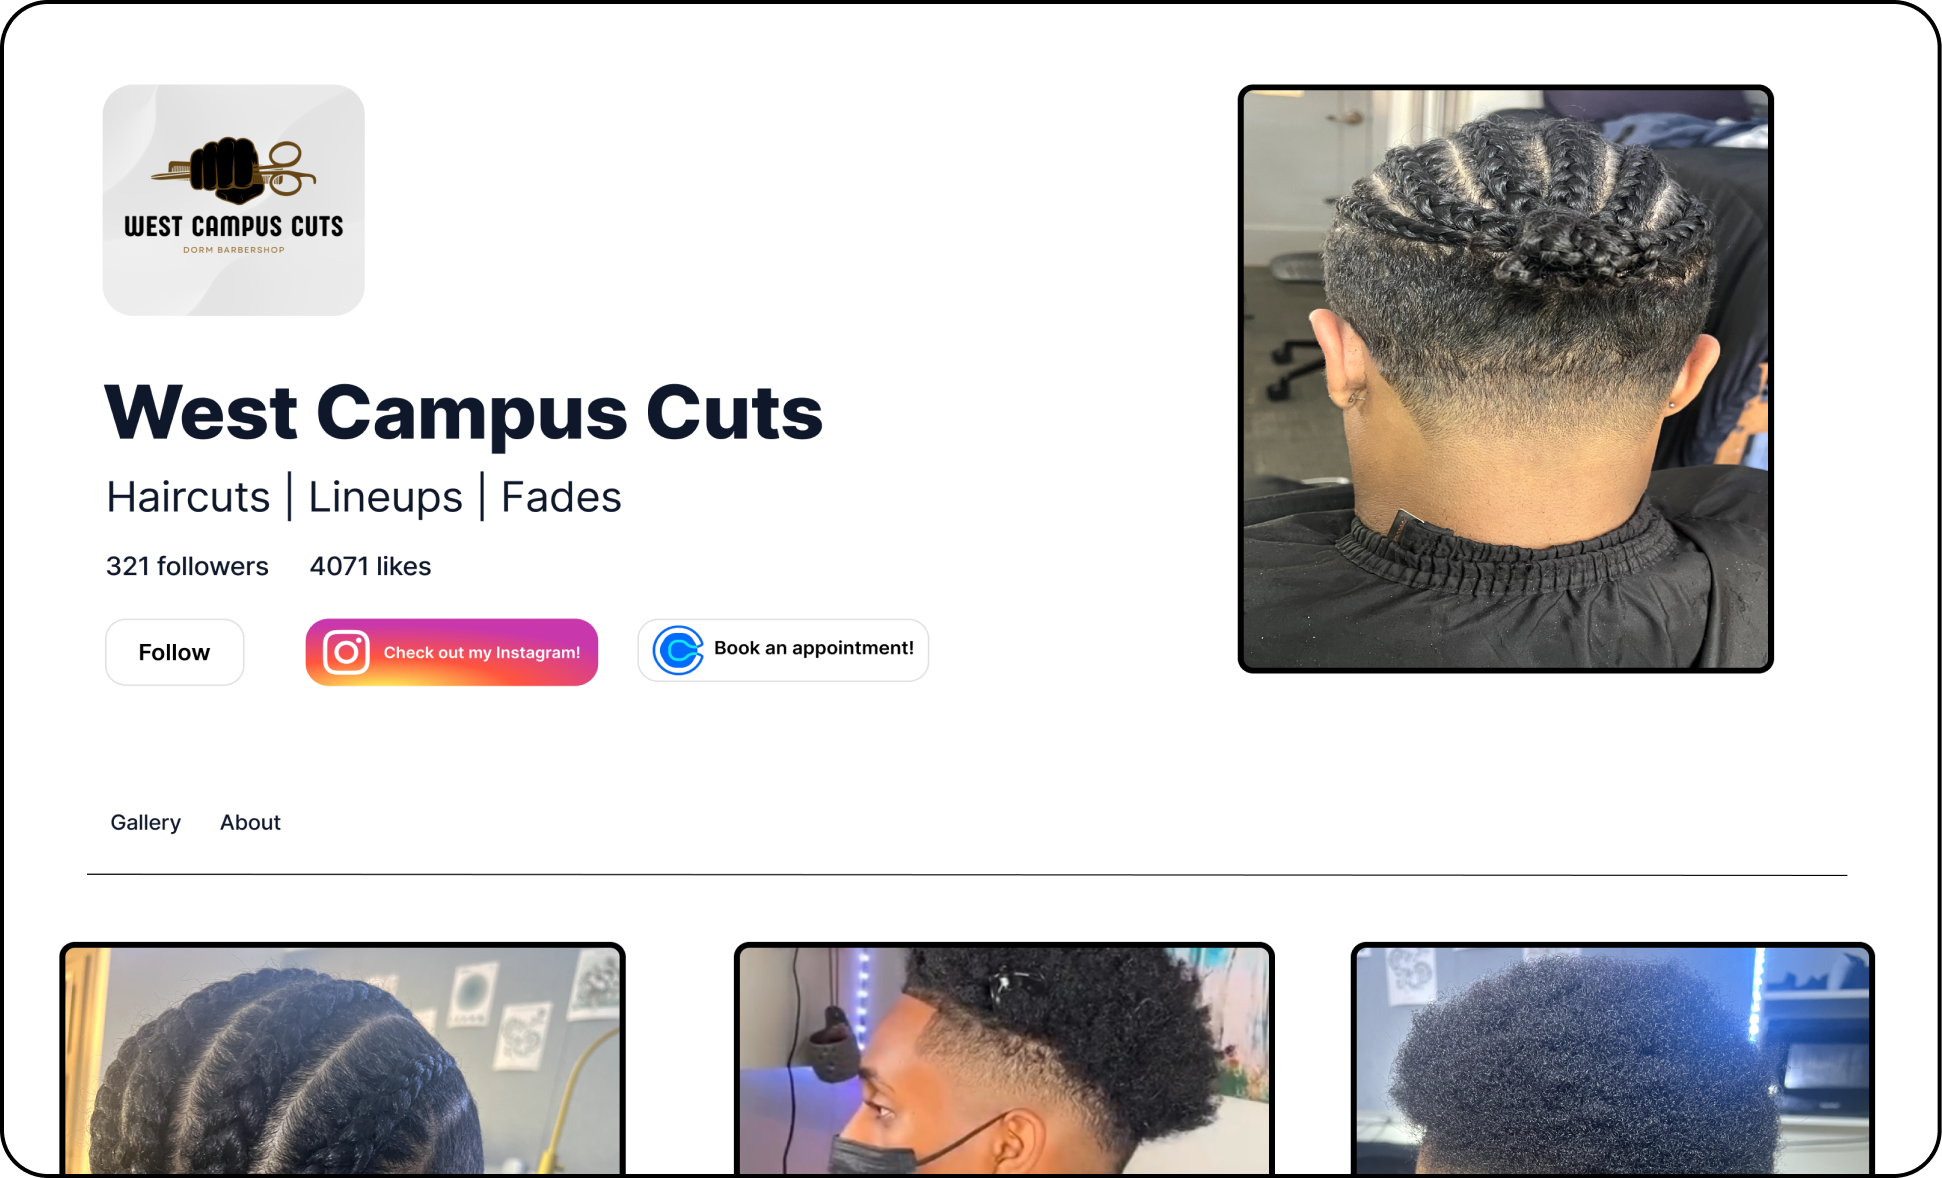 WEST CAMPUS CUTS
DORM BARBERSHOP
West Campus Cuts
Haircuts | Lineups | Fades
321 followers 4071 likes
Follow
Check out my Instagram!
Book an appointment!
Gallery About